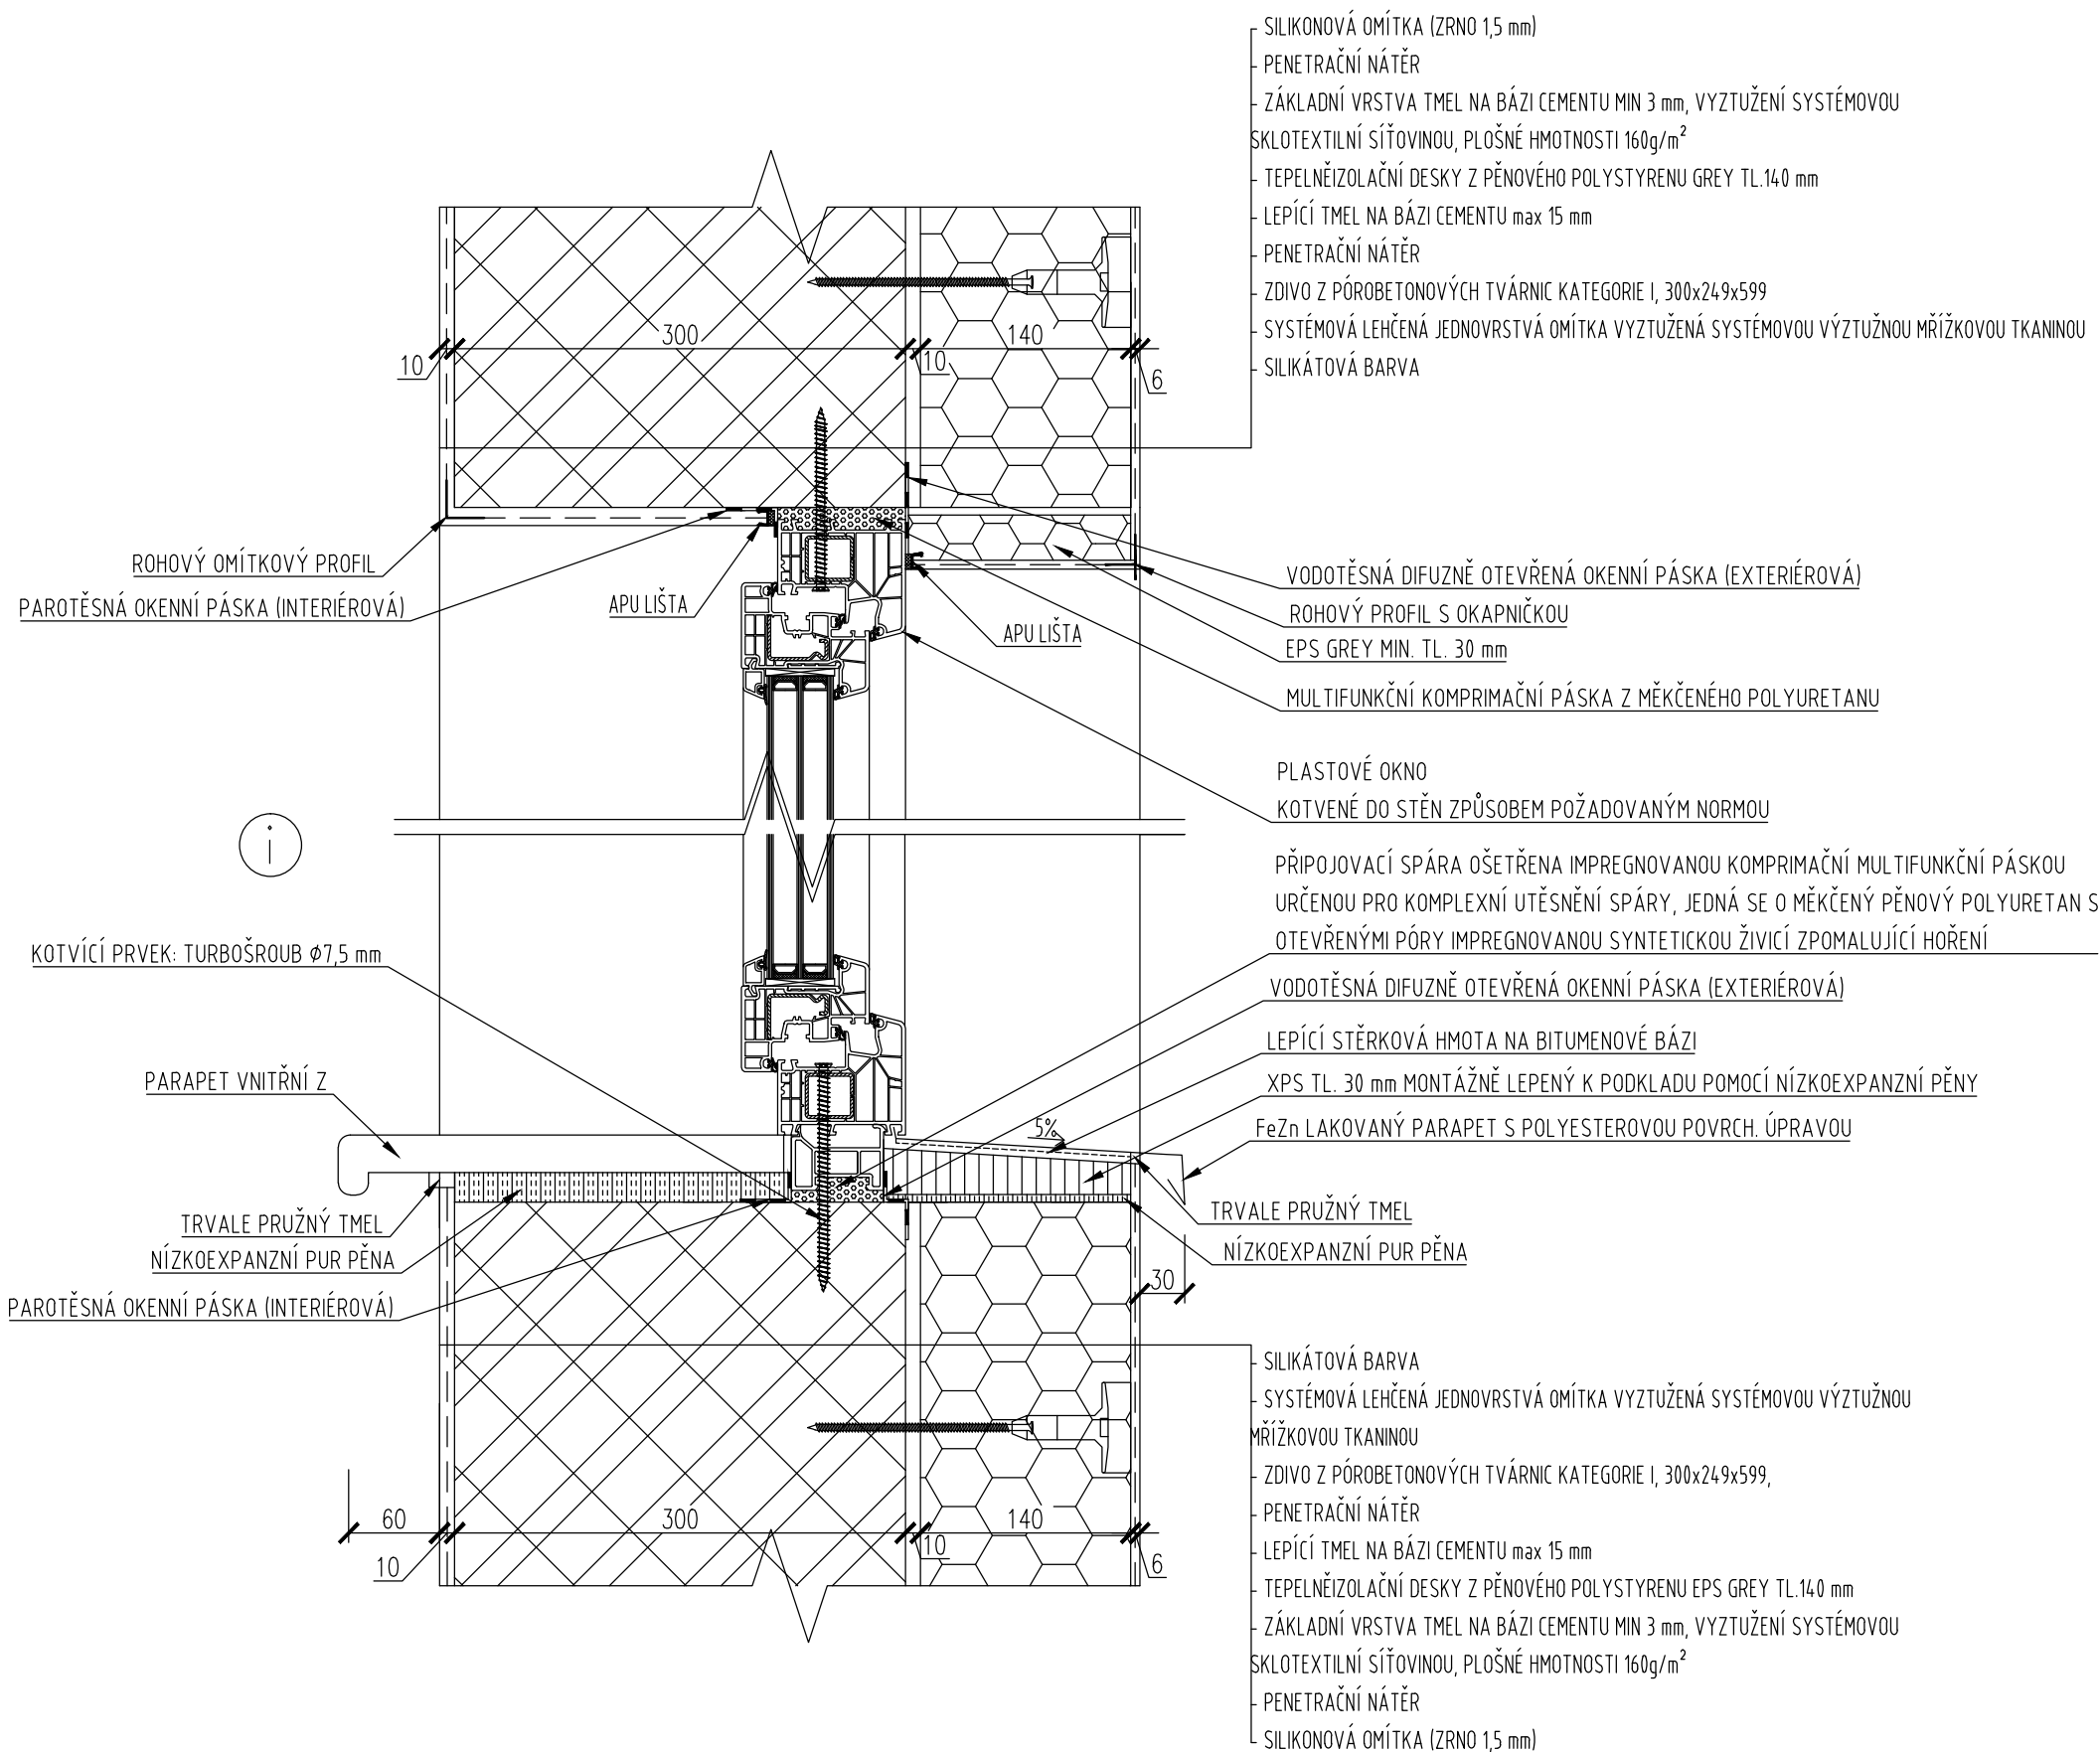 SILIKONOVÁ OMÍTKA (ZRNO 1,5 mm)
PENETRAČNÍ NÁTĚR
ZÁKLADNÍ VRSTVA TMEL NA BÁZI CEMENTU MIN 3 mm, VYZTUŽENÍ SYSTÉMOVOU
SKLOTEXTILNÍ SÍŤOVINOU, PLOŠNÉ HMOTNOSTI 160g/m²
TEPELNĚIZOLAČNÍ DESKY Z PĚNOVÉHO POLYSTYRENU GREY TL.140 mm
LEPÍCÍ TMEL NA BÁZI CEMENTU max 15 mm
PENETRAČNÍ NÁTĚR
ZDIVO Z PÓROBETONOVÝCH TVÁRNIC KATEGORIE I, 300x249x599
SYSTÉMOVÁ LEHČENÁ JEDNOVRSTVÁ OMÍTKA VYZTUŽENÁ SYSTÉMOVOU VÝZTUŽNOU MŘÍŽKOVOU TKANINOU
SILIKÁTOVÁ BARVA
10
300
10
140
6
ROHOVÝ OMÍTKOVÝ PROFIL
PAROTĚSNÁ OKENNÍ PÁSKA (INTERIÉROVÁ)
APU LIŠTA
APU LIŠTA
VODOTĚSNÁ DIFUZNĚ OTEVŘENÁ OKENNÍ PÁSKA (EXTERIÉROVÁ)
ROHOVÝ PROFIL S OKAPNIČKOU
EPS GREY MIN. TL. 30 mm
MULTIFUNKČNÍ KOMPRIMAČNÍ PÁSKA Z MĚKČENÉHO POLYURETANU
PLASTOVÉ OKNO
KOTVENÉ DO STĚN ZPŮSOBEM POŽADOVANÝM NORMOU
i
PŘIPOJOVACÍ SPÁRA OŠETŘENA IMPREGNOVANOU KOMPRIMAČNÍ MULTIFUNKČNÍ PÁSKOU
URČENOU PRO KOMPLEXNÍ UTĚSNĚNÍ SPÁRY, JEDNÁ SE O MĚKČENÝ PĚNOVÝ POLYURETAN S
OTEVŘENÝMI PÓRY IMPREGNOVANOU SYNTETICKOU ŽIVICÍ ZPOMALUJÍCÍ HOŘENÍ
KOTVÍCÍ PRVEK: TURBOŠROUB Ø7,5 mm
VODOTĚSNÁ DIFUZNĚ OTEVŘENÁ OKENNÍ PÁSKA (EXTERIÉROVÁ)
LEPÍCÍ STĚRKOVÁ HMOTA NA BITUMENOVÉ BÁZI
PARAPET VNITŘNÍ Z
XPS TL. 30 mm MONTÁŽNĚ LEPENÝ K PODKLADU POMOCÍ NÍZKOEXPANZNÍ PĚNY
5%
FeZn LAKOVANÝ PARAPET S POLYESTEROVOU POVRCH. ÚPRAVOU
TRVALE PRUŽNÝ TMEL
TRVALE PRUŽNÝ TMEL
NÍZKOEXPANZNÍ PUR PĚNA
NÍZKOEXPANZNÍ PUR PĚNA
30
PAROTĚSNÁ OKENNÍ PÁSKA (INTERIÉROVÁ)
SILIKÁTOVÁ BARVA
SYSTÉMOVÁ LEHČENÁ JEDNOVRSTVÁ OMÍTKA VYZTUŽENÁ SYSTÉMOVOU VÝZTUŽNOU
MŘÍŽKOVOU TKANINOU
ZDIVO Z PÓROBETONOVÝCH TVÁRNIC KATEGORIE I, 300x249x599,
PENETRAČNÍ NÁTĚR
LEPÍCÍ TMEL NA BÁZI CEMENTU max 15 mm
TEPELNĚIZOLAČNÍ DESKY Z PĚNOVÉHO POLYSTYRENU EPS GREY TL.140 mm
ZÁKLADNÍ VRSTVA TMEL NA BÁZI CEMENTU MIN 3 mm, VYZTUŽENÍ SYSTÉMOVOU
SKLOTEXTILNÍ SÍŤOVINOU, PLOŠNÉ HMOTNOSTI 160g/m²
PENETRAČNÍ NÁTĚR
SILIKONOVÁ OMÍTKA (ZRNO 1,5 mm)
60
10
300
10
140
6